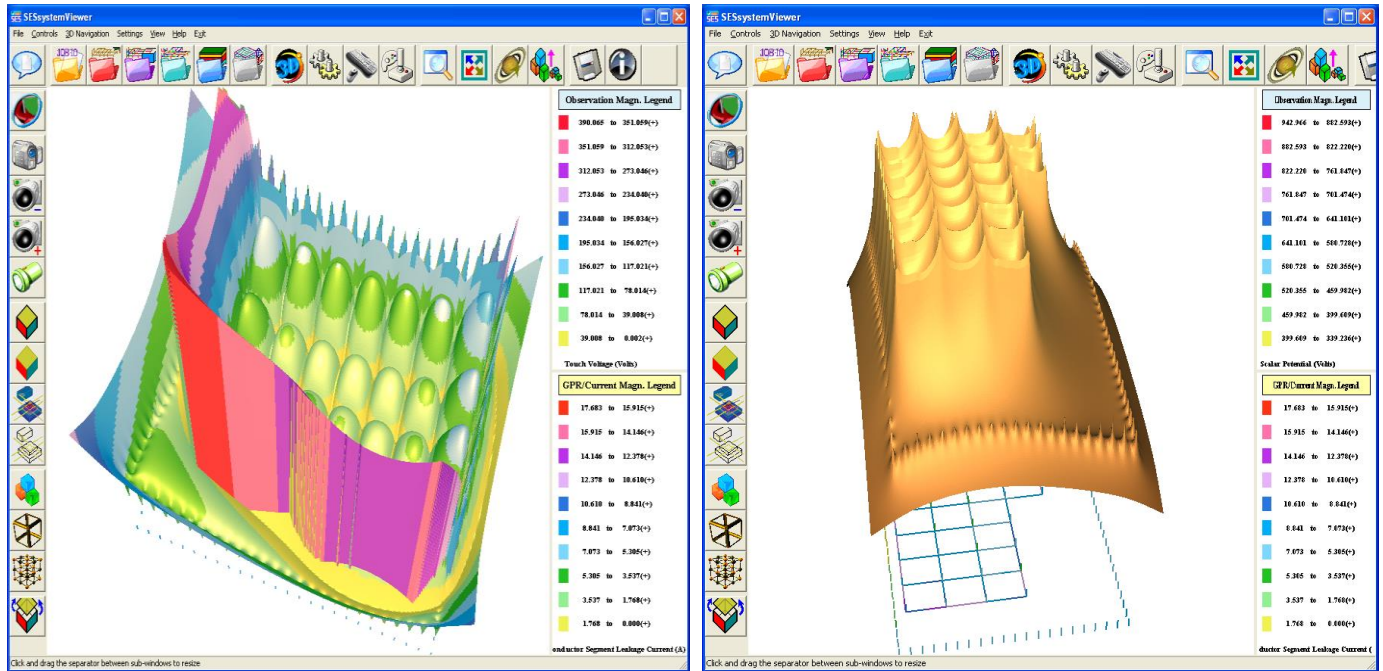 SESsystemViewer
File Controls 3D Navigation Settings View Help Exit
JOB ID
3D
Observation Magn. Legend
390.065 to 351.059(+)
351.059 to 312.053(+)
312.053 to 273.046(+)
273.046 to 234.040(+)
234.040 to 195.034(+)
195.034 to 156.027(+)
156.027 to 117.021(+)
117.021 to 78.014(+)
78.014 to 39.008(+)
39.008 to 0.002(+)
Touch Voltage (Volts)
GPR/Current Magn. Legend
17.683 to 15.915(+)
15.915 to 14.146(+)
14.146 to 12.378(+)
12.378 to 10.610(+)
10.610 to 8.841(+)
8.841 to 7.073(+)
7.073 to 5.305(+)
5.305 to 3.537(+)
3.537 to 1.768(+)
1.768 to 0.000(+)
onductor Segment Leakage Current (A)
Click and drag the separator between sub-windows to resize
SESsystemViewer
File Controls 3D Navigation Settings View Help Exit
JOB ID
3D
Observation Magn. Legend
942.966 to 882.593(+)
882.593 to 822.220(+)
822.220 to 761.847(+)
761.847 to 701.474(+)
701.474 to 641.101(+)
641.101 to 580.728(+)
580.728 to 520.355(+)
520.355 to 459.982(+)
459.982 to 399.609(+)
399.609 to 339.236(+)
Scalar Potential (Volts)
GPR/Current Magn. Legend
17.683 to 15.915(+)
15.915 to 14.146(+)
14.146 to 12.378(+)
12.378 to 10.610(+)
10.610 to 8.841(+)
8.841 to 7.073(+)
7.073 to 5.305(+)
5.305 to 3.537(+)
3.537 to 1.768(+)
1.768 to 0.000(+)
ductor Segment Leakage Current (
Click and drag the separator between sub-windows to resize